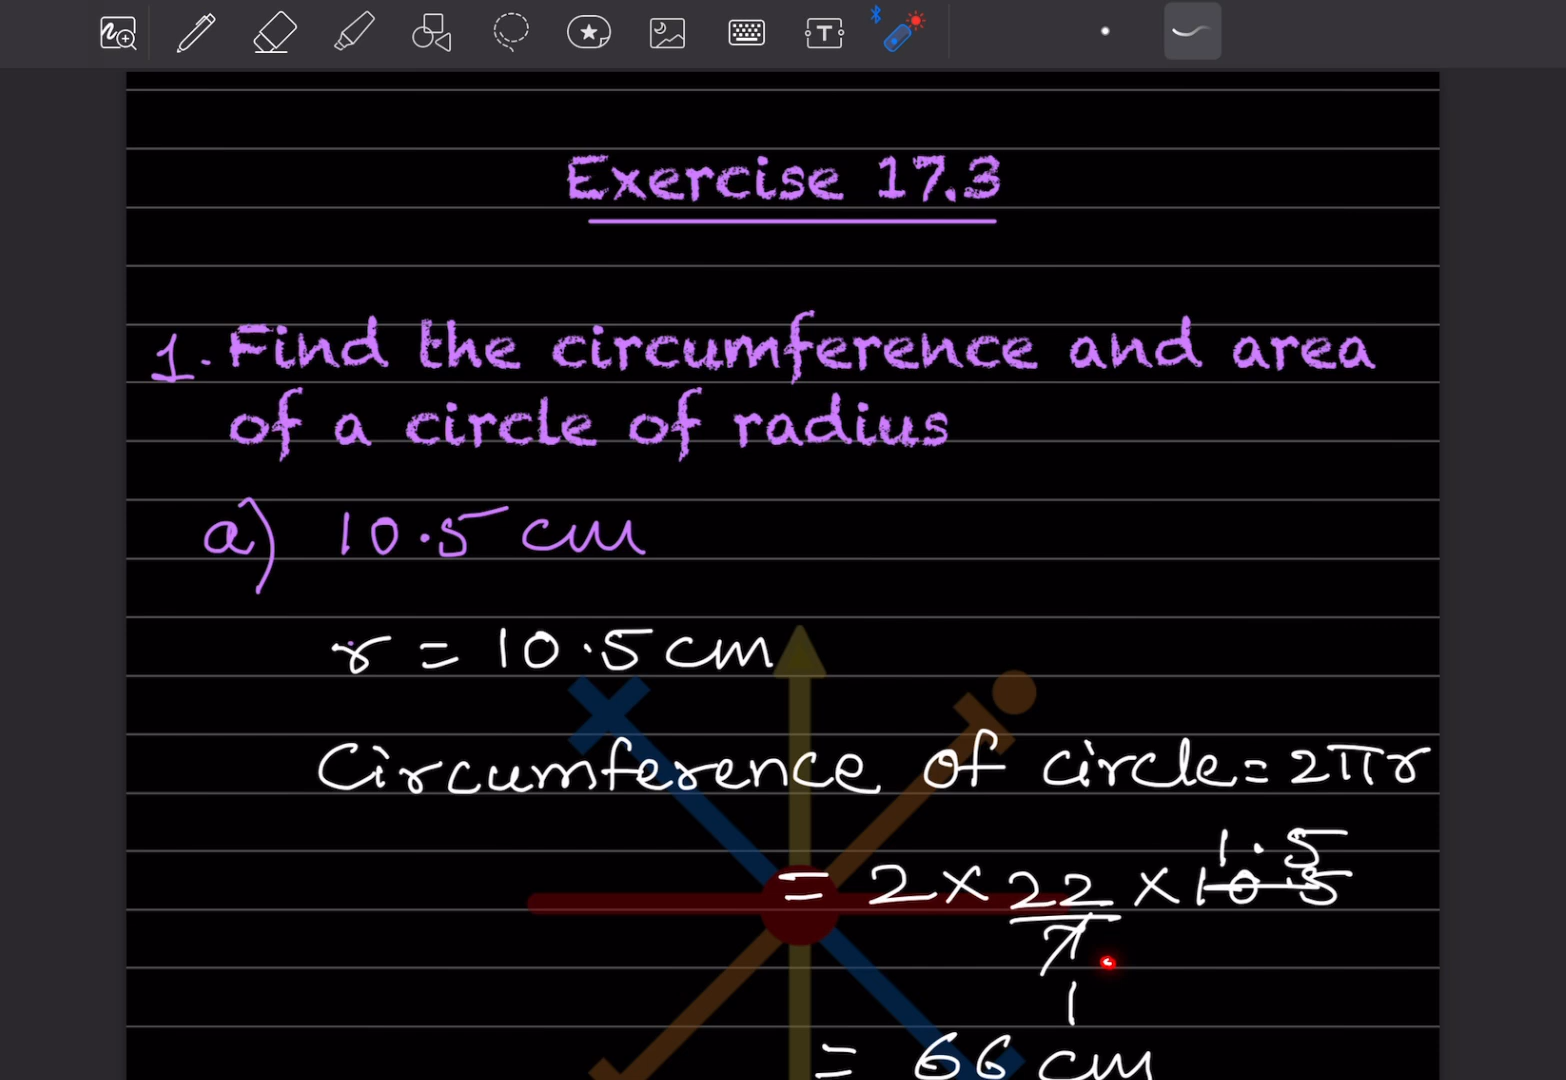 Exercise 17.3
1. Find the circumference and area
of a circle of radius
a) 10.5 cm
r = 10.5 cm
Circumference of circle = 2πr
1.5
= 2 × 22/7 × 10.5
1
= 66 cm